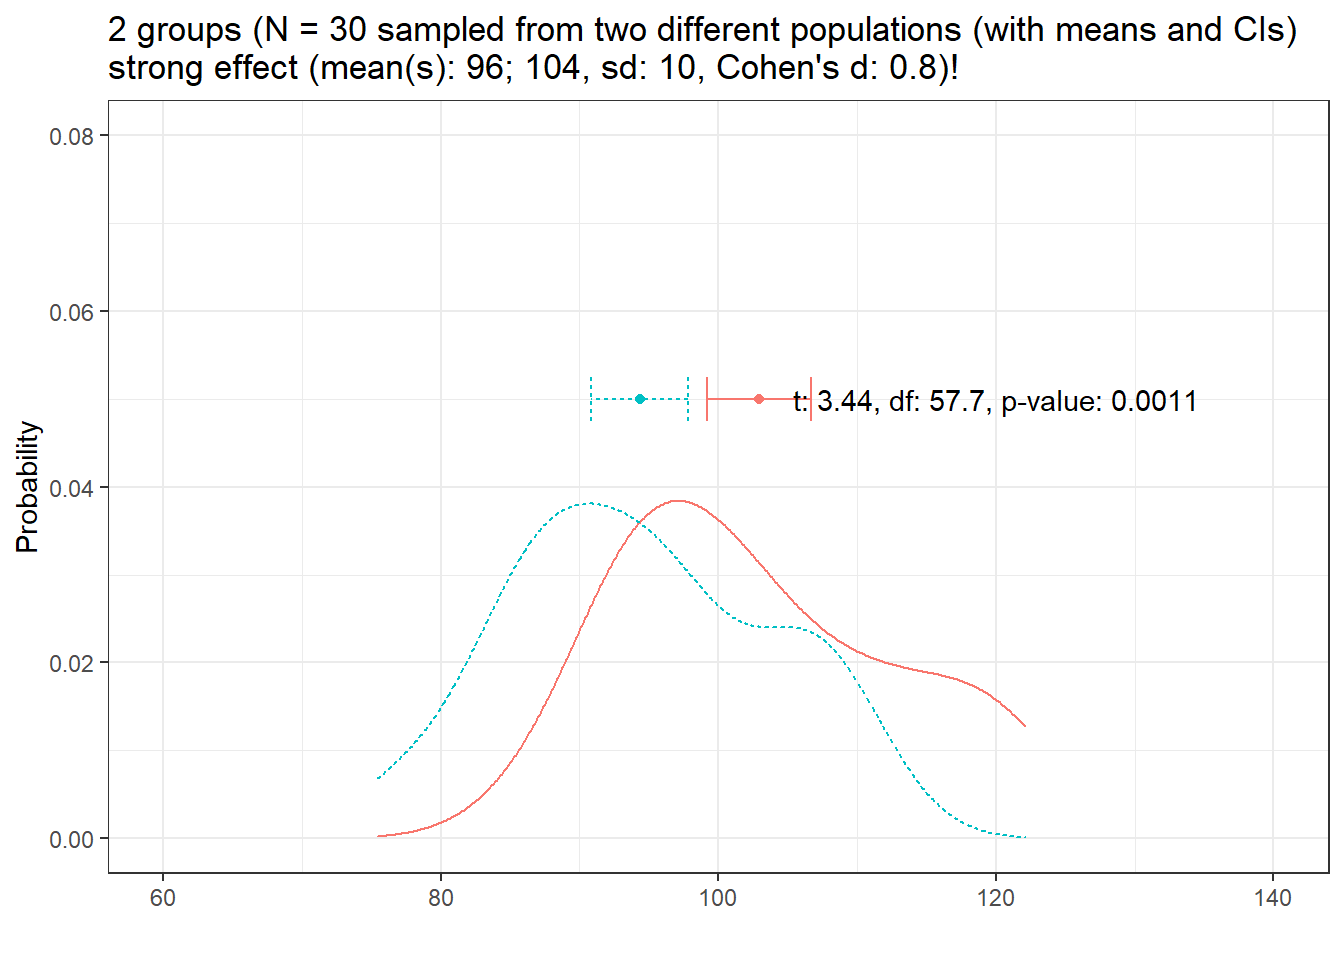 2 groups (N = 30 sampled from two different populations (with means and CIs)
strong effect (mean(s): 96; 104, sd: 10, Cohen's d: 0.8)!
0.08
0.06
t: 3.44, df: 57.7, p-value: 0.0011
Probability
0.04
0.02
0.00
60
80
100
120
140